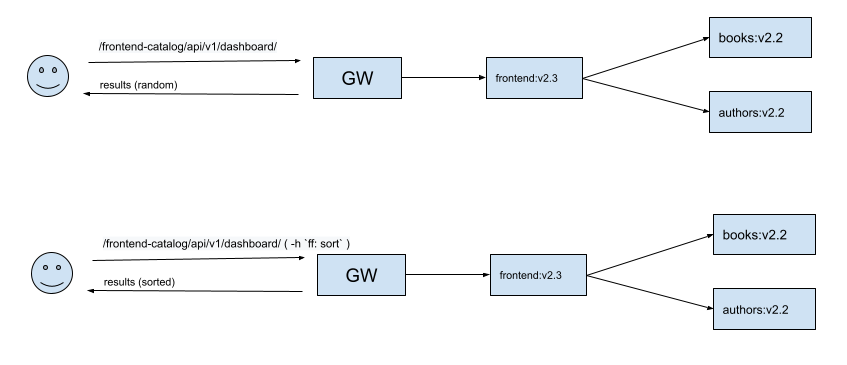 /frontend-catalog/api/v1/dashboard/
results (random)
GW
frontend:v2.3
books:v2.2
authors:v2.2
/frontend-catalog/api/v1/dashboard/ ( -h `ff: sort` )
results (sorted)
GW
frontend:v2.3
books:v2.2
authors:v2.2